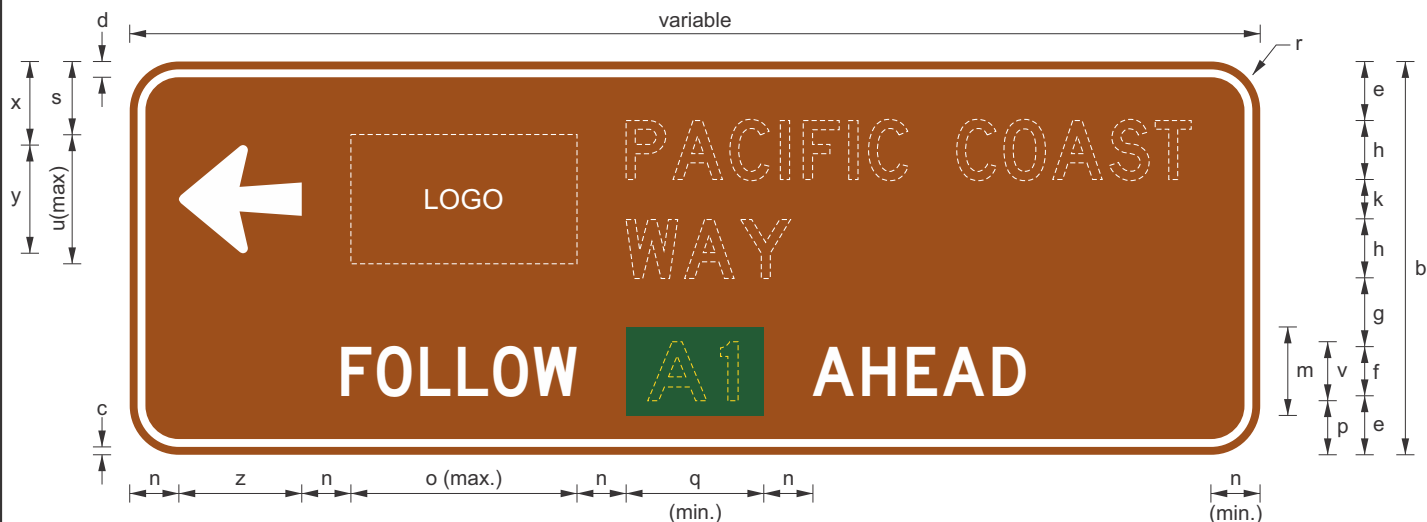 d
variable
r
x
s
e
PACIFIC COAST
h
y
u(max)
LOGO
k
WAY
h
b
g
FOLLOW A1 AHEAD
m
v
f
c
p
e
n
z
n
o (max.)
n
q
n
n
(min.)
(min.)